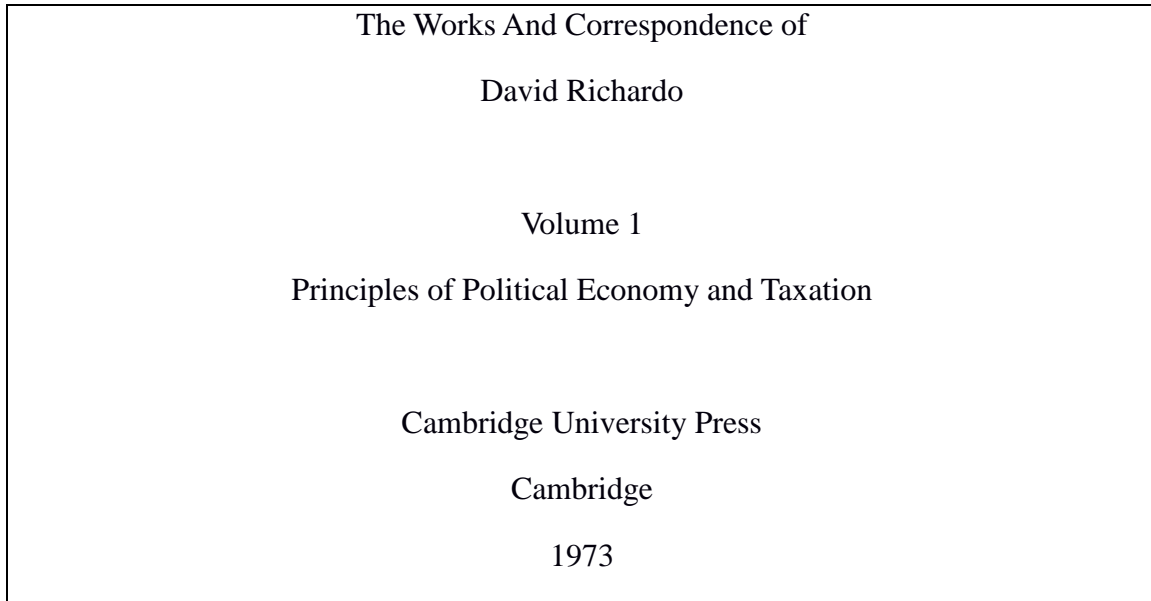 The Works And Correspondence of
David Richardo
Volume 1
Principles of Political Economy and Taxation
Cambridge University Press
Cambridge
1973